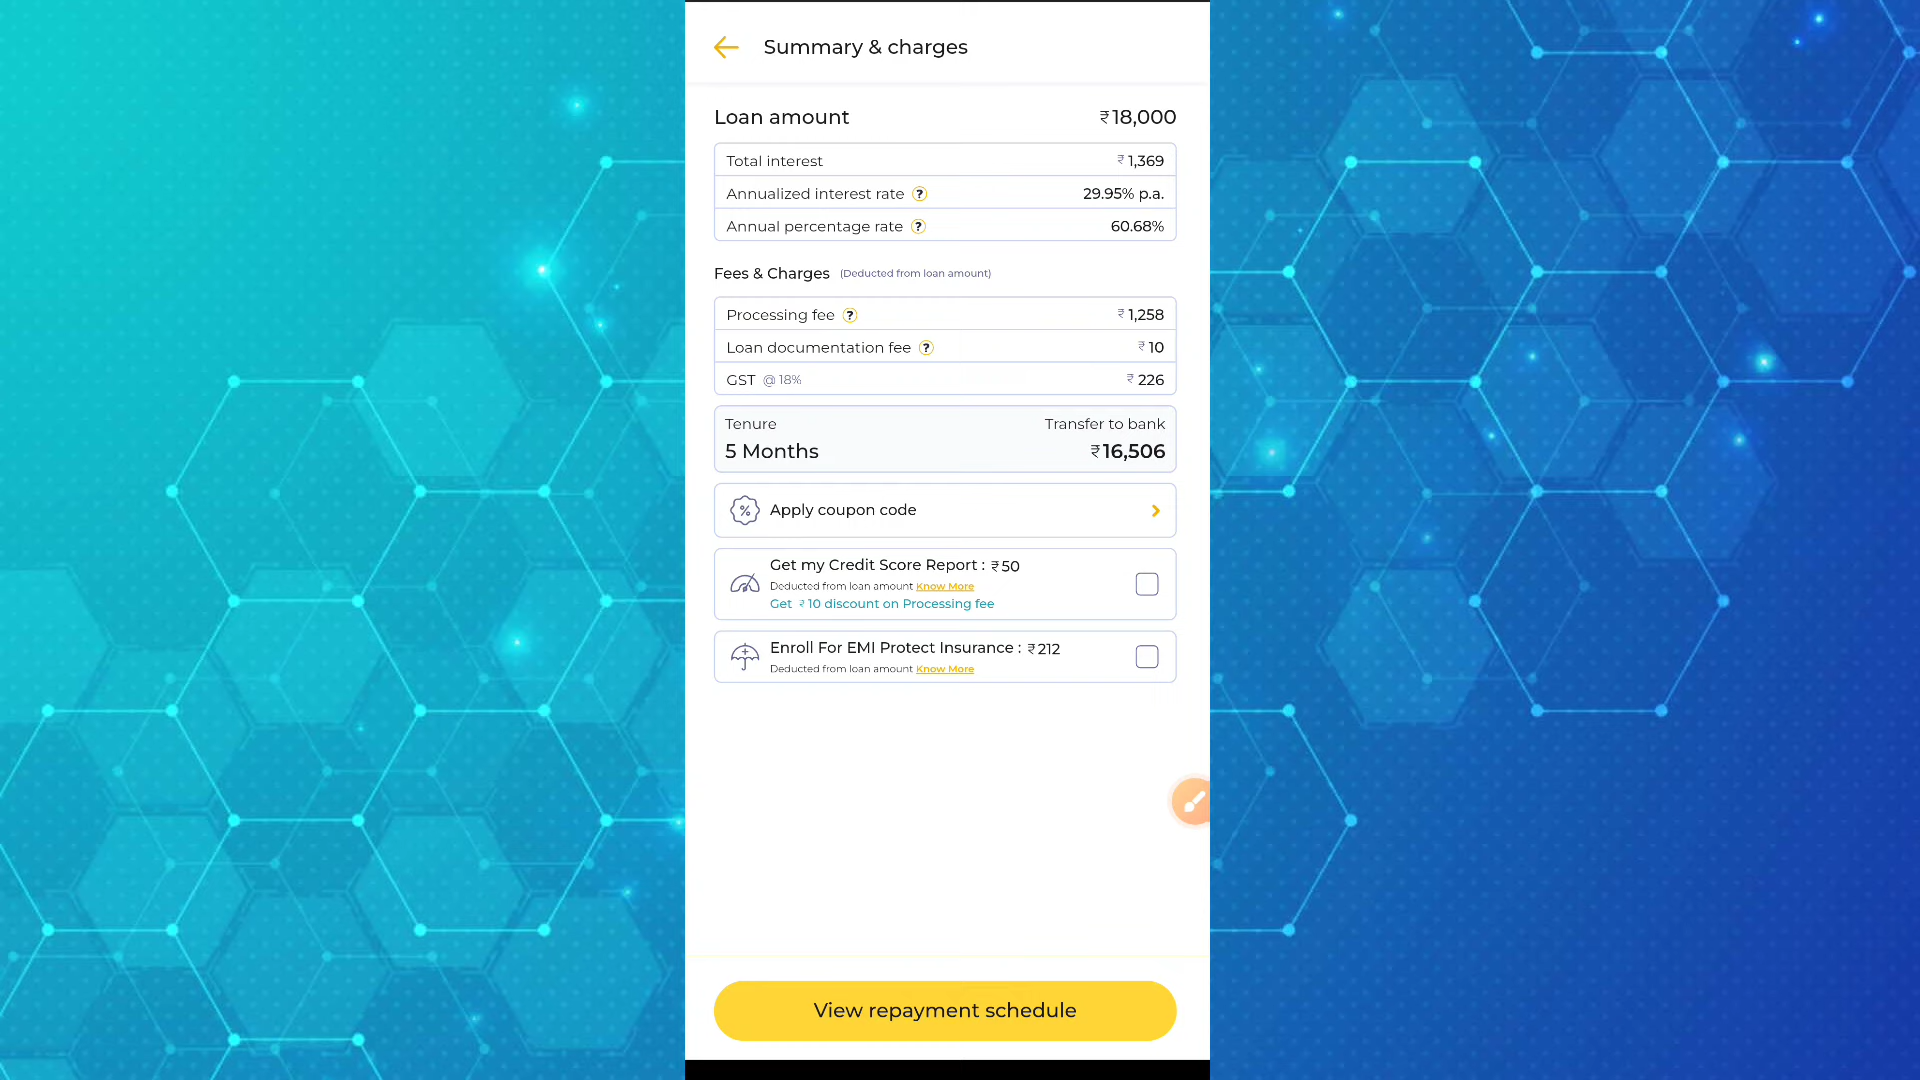 Summary & charges
Loan amount ₹18,000
Total interest ₹ 1,369
Annualized interest rate ? 29.95% p.a.
Annual percentage rate ? 60.68%
Fees & Charges (Deducted from loan amount)
Processing fee ? ₹ 1,258
Loan documentation fee ? ₹ 10
GST @ 18% ₹ 226
Tenure Transfer to bank
5 Months ₹16,506
% Apply coupon code
Get my Credit Score Report : ₹50
Deducted from loan amount Know More
Get ₹10 discount on Processing fee
Enroll For EMI Protect Insurance : ₹212
Deducted from loan amount Know More
View repayment schedule